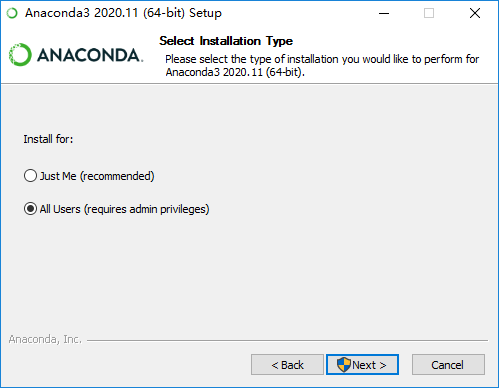 Anaconda3 2020.11 (64-bit) Setup
ANACONDA.
Select Installation Type
Please select the type of installation you would like to perform for
Anaconda3 2020.11 (64-bit).
Install for:
Just Me (recommended)
All Users (requires admin privileges)
Anaconda, Inc.
< Back
Next >
Cancel